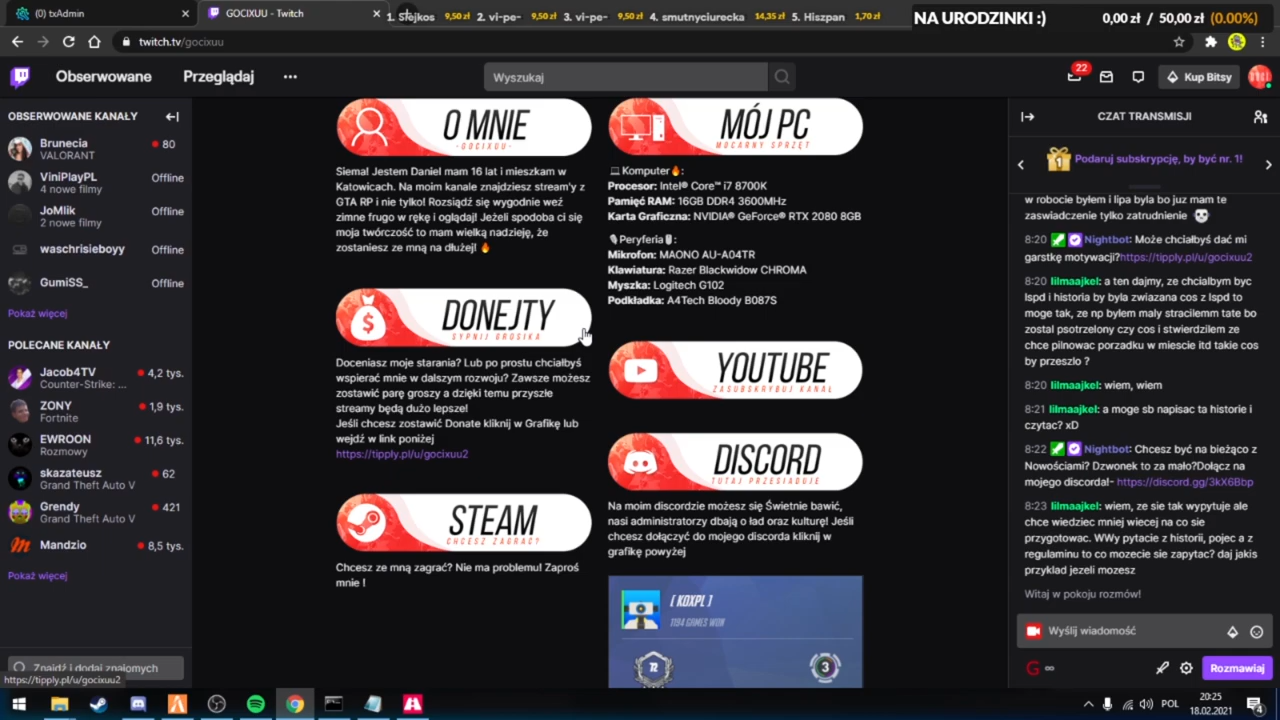 (0) txAdmin
GOCIXUU - Twitch
1. Stejkos 9,50 zł 2. vi-pe- 9,50 zł 3. vi-pe- 9,50 zł 4. smutnyciurecka 14,35 zł 5. Hiszpan 1,70 zł
NA URODZINKI :) 0,00 zł / 50,00 zł (0.00%)
twitch.tv/gocixuu
Obserwowane
Przeglądaj
Wyszukaj
22
Kup Bitsy
OBSERWOWANE KANAŁY
Brunecia 80
VALORANT
ViniPlayPL Offline
4 nowe filmy
JoMlik Offline
2 nowe filmy
waschrisieboyy Offline
GumiSS_ Offline
Pokaż więcej
POLECANE KANAŁY
Jacob4TV 4,2 tys.
Counter-Strike: ...
ZONY 1,9 tys.
Fortnite
EWROON 11,6 tys.
Rozmowy
skazateusz 62
Grand Theft Auto V
Grendy 421
Grand Theft Auto V
Mandzio 8,5 tys.
Pokaż więcej
Znajdź i dodaj znajomych
https://tipply.pl/u/gocixuu2
O MNIE
-GOCIXUU-
Siema! Jestem Daniel mam 16 lat i mieszkam w
Katowicach. Na moim kanale znajdziesz stream'y z
GTA RP i nie tylko! Rozsiądź się wygodnie weź
zimne frugo w rękę i oglądaj! Jeżeli spodoba ci się
moja twórczość to mam wielką nadzieję, że
zostaniesz ze mną na dłużej! 🔥
DONEJTY
SYPNIJ GROSIKA
Doceniasz moje starania? Lub po prostu chciałbyś
wspierać mnie w dalszym rozwoju? Zawsze możesz
zostawić parę groszy a dzięki temu przyszłe
streamy będą dużo lepsze!
Jeśli chcesz zostawić Donate kliknij w Grafikę lub
wejdź w link poniżej
https://tipply.pl/u/gocixuu2
STEAM
CHCESZ ZAGRAĆ?
Chcesz ze mną zagrać? Nie ma problemu! Zaproś
mnie !
MÓJ PC
MOCARNY SPRZĘT
💻Komputer🔥:
Procesor: Intel® Core™ i7 8700K
Pamięć RAM: 16GB DDR4 3600MHz
Karta Graficzna: NVIDIA® GeForce® RTX 2080 8GB
🎙Peryferia🖱:
Mikrofon: MAONO AU-A04TR
Klawiatura: Razer Blackwidow CHROMA
Myszka: Logitech G102
Podkładka: A4Tech Bloody B087S
YOUTUBE
ZASUBSKRYBUJ KANAŁ
DISCORD
TUTAJ PRZESIADUJE
Na moim discordzie możesz się Świetnie bawić,
nasi administratorzy dbają o ład oraz kulturę! Jeśli
chcesz dołączyć do mojego discorda kliknij w
grafikę powyżej
[ KOXPL ]
1194 GAMES WON
72
3
CZAT TRANSMISJI
1 Podaruj subskrypcję, by być nr. 1!
w robocie byłem i lipa byla bo juz mam te
zaswiadczenie tylko zatrudnienie 💀
8:20 Nightbot: Może chciałbyś dać mi
garstkę motywacji?https://tipply.pl/u/gocixuu2
8:20 lilmaajkel: a ten dajmy, ze chcialbym byc
lspd i historia by byla zwiazana cos z lspd to
moge tak, ze np bylem maly stracilemm tate bo
zostal psotrzelony czy cos i stwierdzilem ze
chce pilnowac porzadku w miescie itd takie cos
by przeszlo ?
8:20 lilmaajkel: wiem, wiem
8:21 lilmaajkel: a moge sb napisac ta historie i
czytac? xD
8:22 Nightbot: Chcesz być na bieżąco z
Nowościami? Dzwonek to za mało?Dołącz na
mojego discorda!- https://discord.gg/3kX6Bbp
8:23 lilmaajkel: wiem, ze sie tak wypytuje ale
chce wiedziec mniej wiecej na co sie
przygotowac. WWy pytacie z historii, pojec a z
regulaminu to co mozecie sie zapytac? daj jakis
przyklad jezeli mozesz
Witaj w pokoju rozmów!
Wyślij wiadomość
Rozmawiaj
POL
20:25
18.02.2021
4